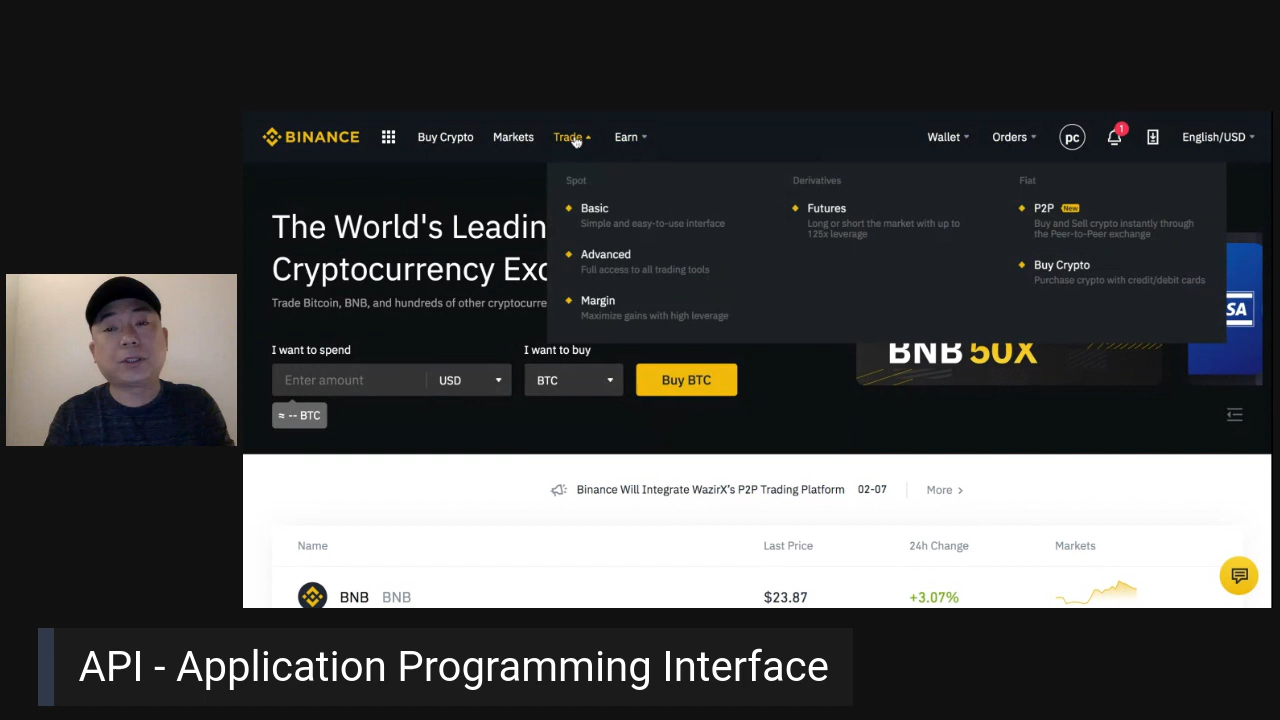 BINANCE
Buy Crypto
Markets
Trade
Earn
Wallet
Orders
pc
1
English/USD
Spot
Basic
Simple and easy-to-use interface
Advanced
Full access to all trading tools
Margin
Maximize gains with high leverage
Derivatives
Futures
Long or short the market with up to
125x leverage
Fiat
P2P New
Buy and Sell crypto instantly through
the Peer-to-Peer exchange
Buy Crypto
Purchase crypto with credit/debit cards
The World's Leadin
Cryptocurrency Exc
Trade Bitcoin, BNB, and hundreds of other cryptocurre
I want to spend
I want to buy
Enter amount
USD
BTC
Buy BTC
≈ -- BTC
BNB 50X
SA
Binance Will Integrate WazirX's P2P Trading Platform 02-07
More
Name
Last Price
24h Change
Markets
BNB BNB
$23.87
+3.07%
API - Application Programming Interface